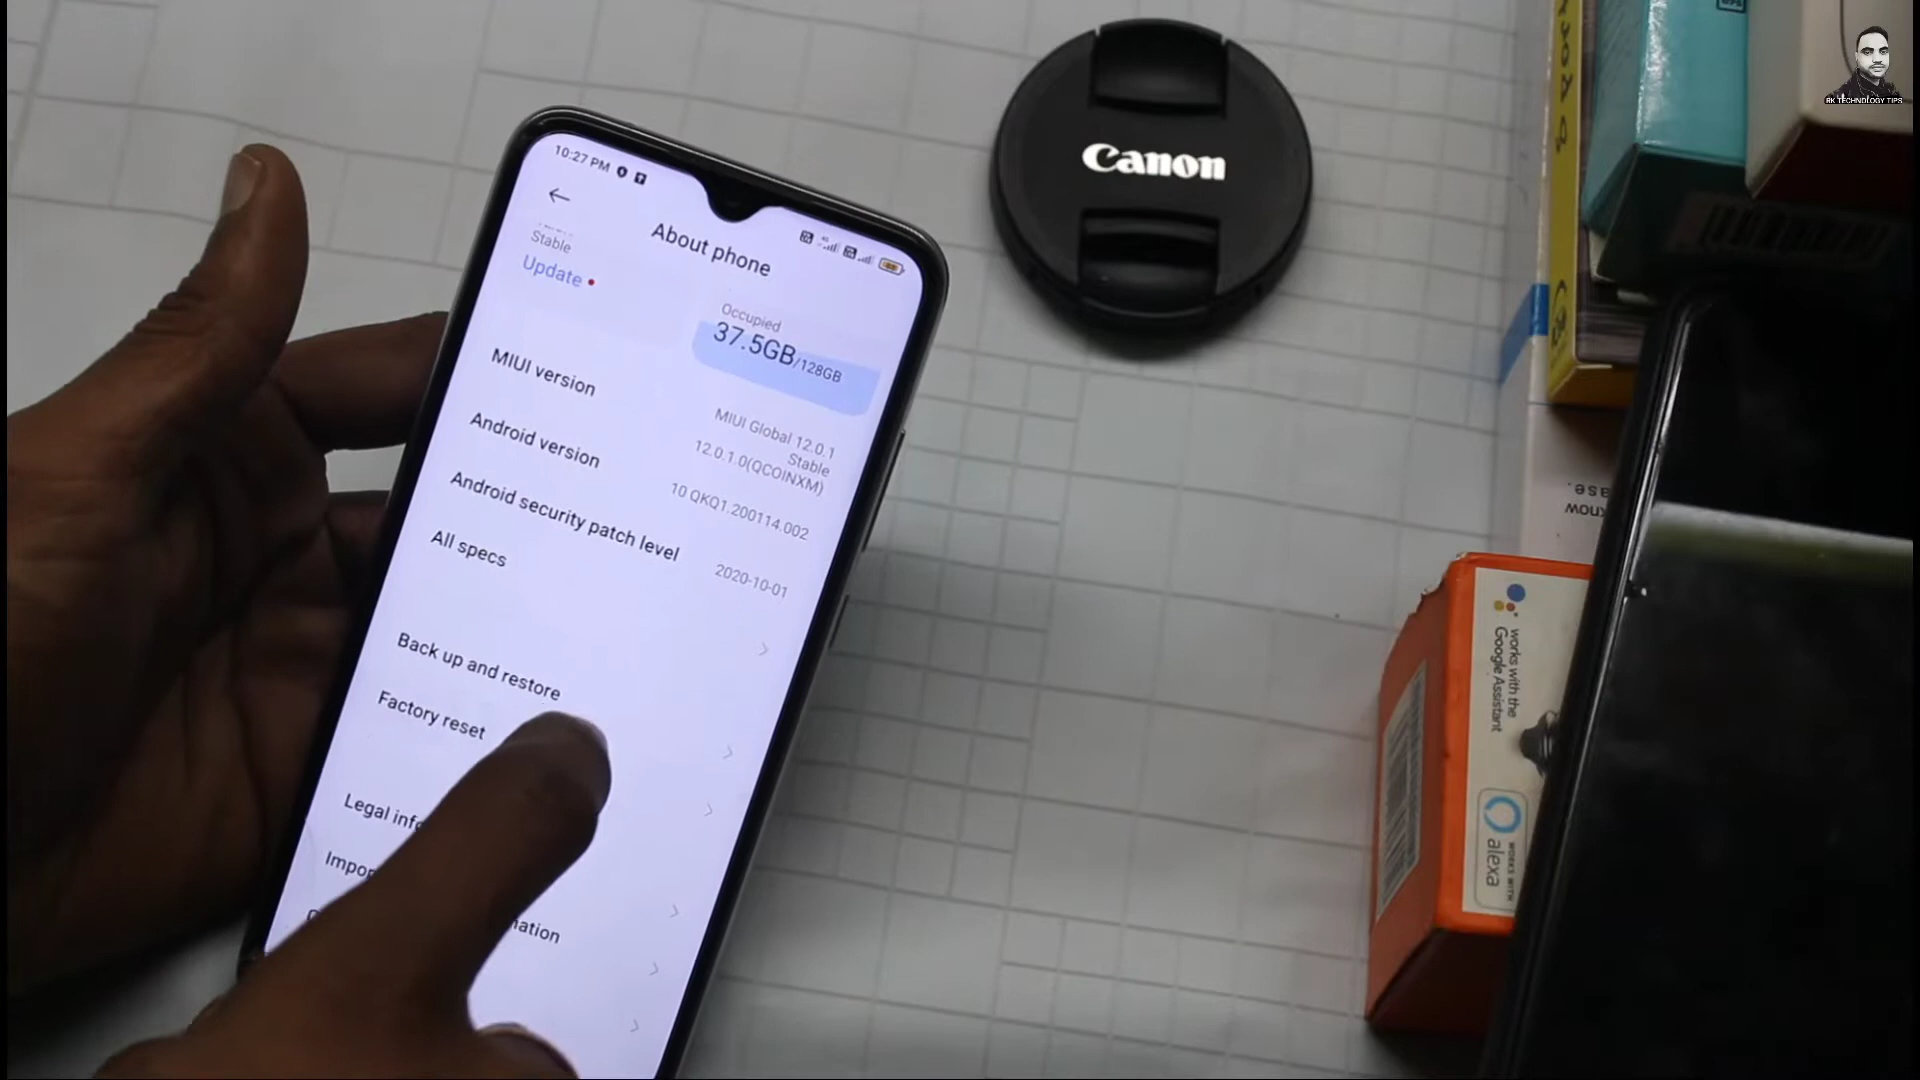 10:27 PM
About phone
Stable
Update
Occupied
37.5GB/128GB
MIUI version
MIUI Global 12.0.1
Stable
12.0.1.0(QCOINXM)
Android version
10 QKQ1.200114.002
Android security patch level
2020-10-01
All specs
Back up and restore
Factory reset
Legal info
Canon
works with the
Google Assistant
WORKS WITH
alexa
know
ase.
RK TECHNOLOGY TIPS